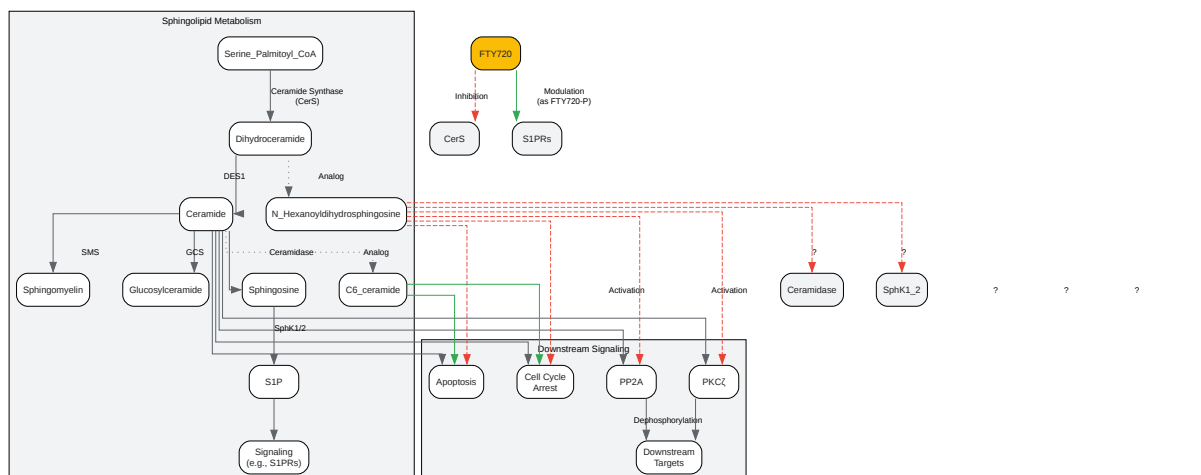 Sphingolipid Metabolism
Serine_Palmitoyl_CoA
FTY720
Ceramide Synthase
(CerS)
Inhibition
Modulation
(as FTY720-P)
Dihydroceramide
CerS
S1PRs
DES1
Analog
Ceramide
N_Hexanoyldihydrosphingosine
SMS
GCS
Ceramidase
Analog
?
?
Sphingomyelin
Glucosylceramide
Sphingosine
C6_ceramide
Activation
Activation
Ceramidase
SphK1_2
?
?
?
SphK1/2
Downstream Signaling
S1P
Apoptosis
Cell Cycle
Arrest
PP2A
PKCζ
Dephosphorylation
Signaling
(e.g., S1PRs)
Downstream
Targets